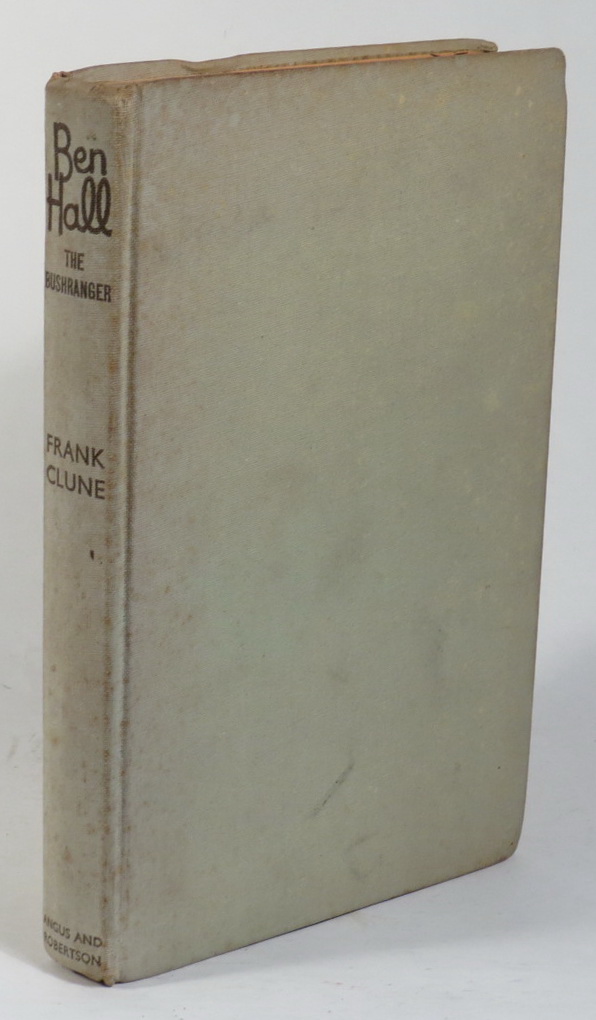 Ben
Hall
THE
BUSHRANGER
FRANK
CLUNE
ANGUS AND
ROBERTSON